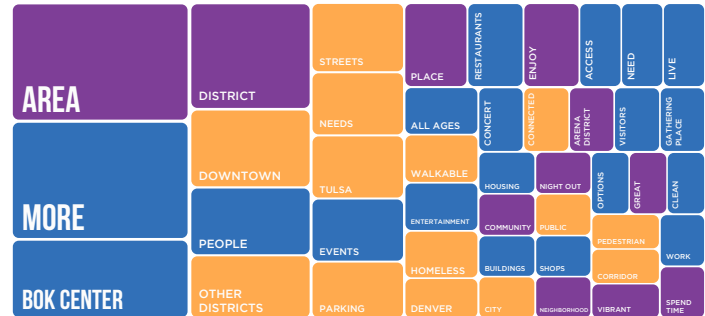 AREA
MORE
BOK CENTER
DISTRICT
DOWNTOWN
PEOPLE
OTHER
DISTRICTS
STREETS
NEEDS
TULSA
EVENTS
PARKING
PLACE
ALL AGES
WALKABLE
ENTERTAINMENT
HOMELESS
DENVER
RESTAURANTS
ENJOY
ACCESS
NEED
LIVE
CONCERT
CONNECTED
ARENA
DISTRICT
VISITORS
GATHERING
PLACE
HOUSING
NIGHT OUT
OPTIONS
GREAT
CLEAN
COMMUNITY
PUBLIC
PEDESTRIAN
WORK
BUILDINGS
SHOPS
CORRIDOR
CITY
NEIGHBORHOOD
VIBRANT
SPEND
TIME